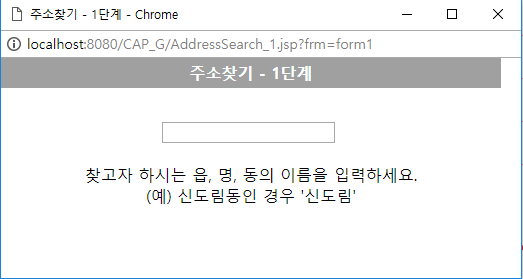 주소찾기 - 1단계 - Chrome
localhost:8080/CAP_G/AddressSearch_1.jsp?frm=form1
주소찾기 - 1단계
찾고자 하시는 읍, 명, 동의 이름을 입력하세요.
(예) 신도림동인 경우 '신도림'